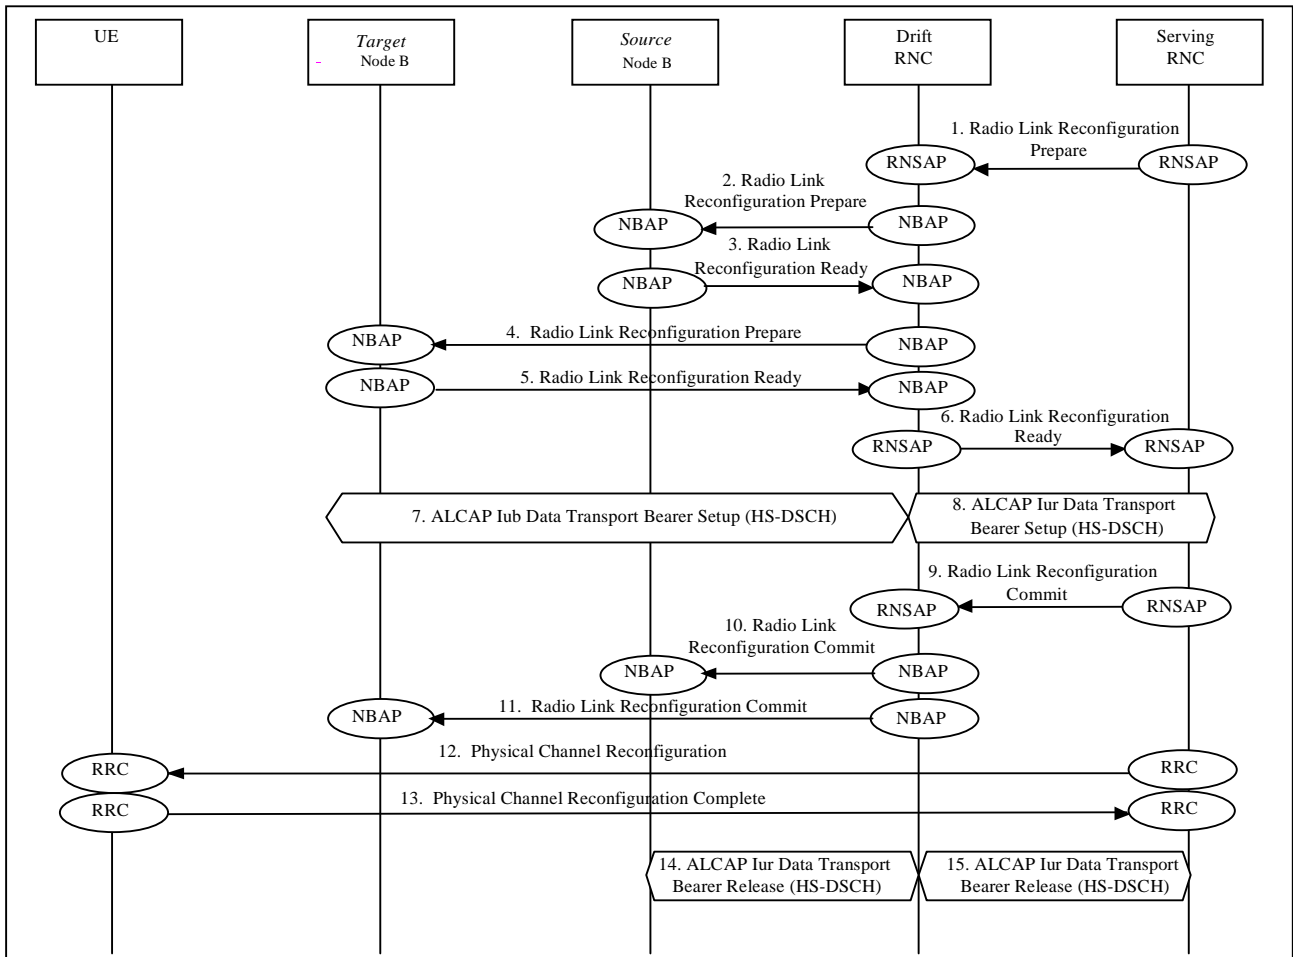 UE
Target
- Node B
Source
Node B
Drift
RNC
Serving
RNC
1. Radio Link Reconfiguration
Prepare
RNSAP
RNSAP
2. Radio Link
Reconfiguration Prepare
NBAP
NBAP
3. Radio Link
Reconfiguration Ready
NBAP
NBAP
4. Radio Link Reconfiguration Prepare
NBAP
NBAP
5. Radio Link Reconfiguration Ready
NBAP
NBAP
6. Radio Link Reconfiguration
Ready
RNSAP
RNSAP
7. ALCAP Iub Data Transport Bearer Setup (HS-DSCH)
8. ALCAP Iur Data Transport
Bearer Setup (HS-DSCH)
9. Radio Link Reconfiguration
Commit
RNSAP
RNSAP
10. Radio Link
Reconfiguration Commit
NBAP
NBAP
11. Radio Link Reconfiguration Commit
NBAP
NBAP
12. Physical Channel Reconfiguration
RRC
RRC
13. Physical Channel Reconfiguration Complete
RRC
RRC
14. ALCAP Iur Data Transport
Bearer Release (HS-DSCH)
15. ALCAP Iur Data Transport
Bearer Release (HS-DSCH)